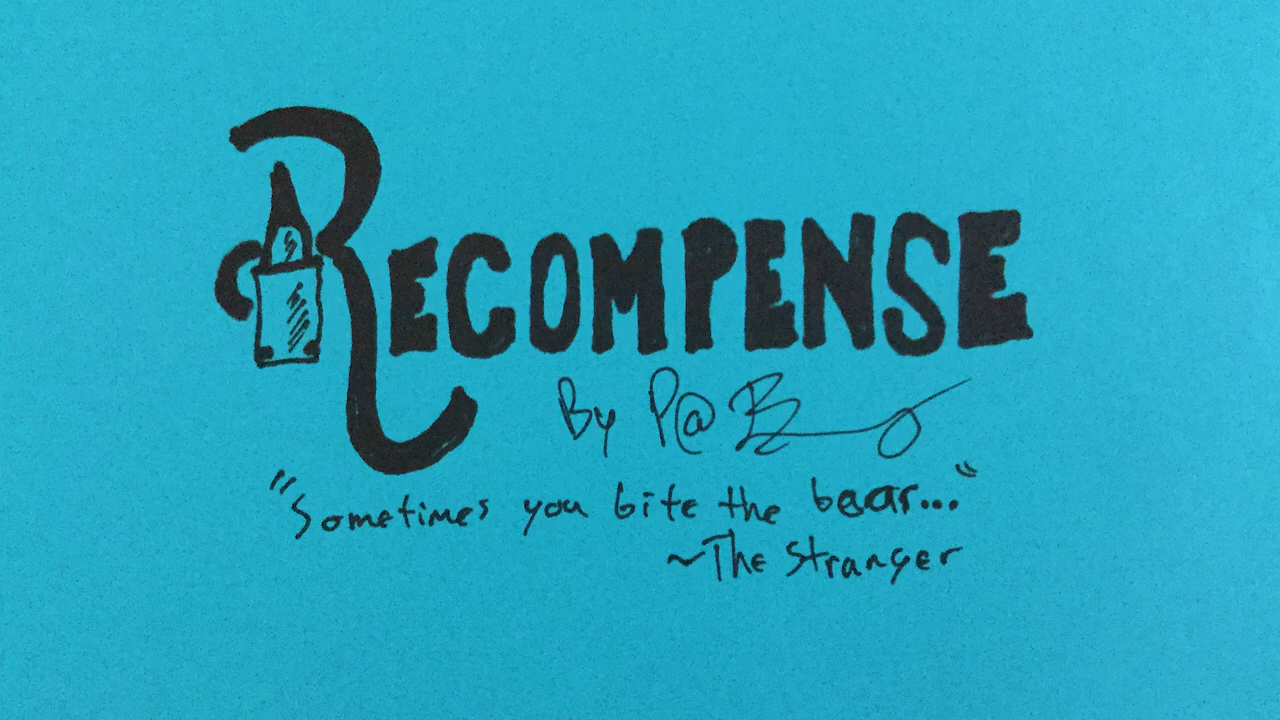 RECOMPENSE
By P@ B
"Sometimes you bite the bear..."
~The Stranger